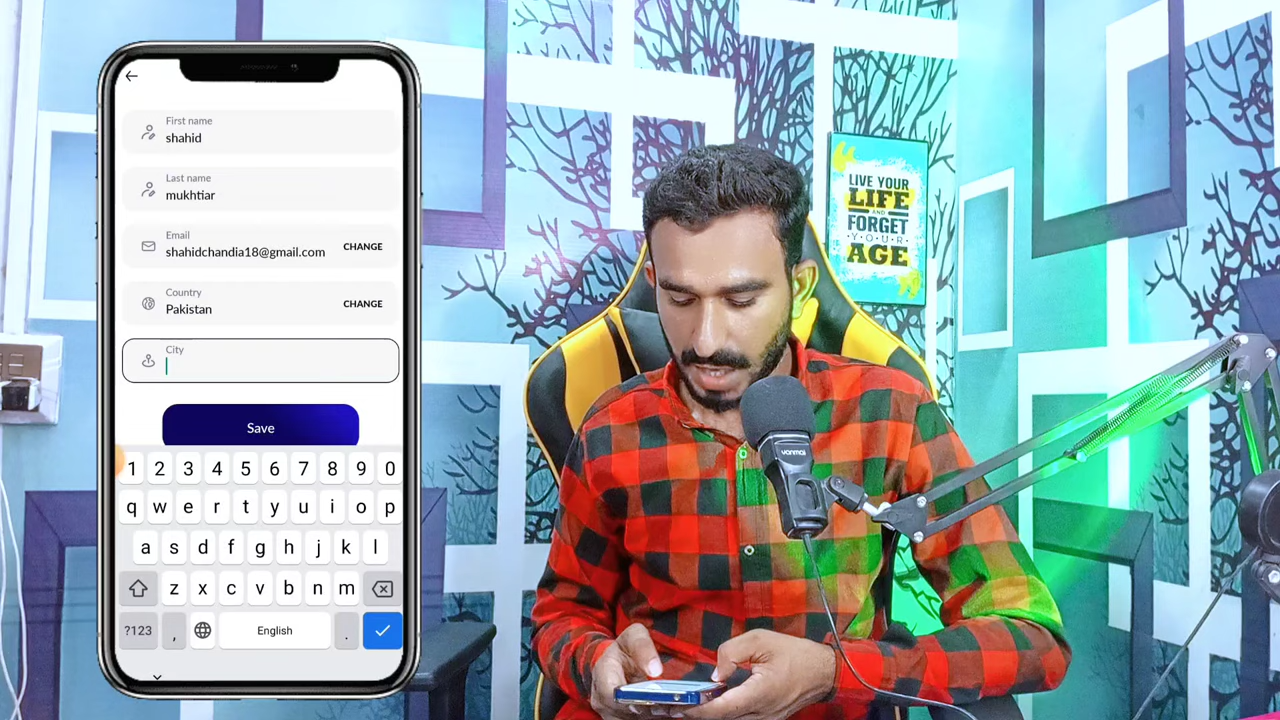 First name
shahid
Last name
mukhtiar
Email
shahidchandia18@gmail.com
CHANGE
Country
Pakistan
CHANGE
City
Save
1 2 3 4 5 6 7 8 9 0
q w e r t y u i o p
a s d f g h j k l
z x c v b n m
?123 , English .
LIVE YOUR
LIFE
AND
FORGET
YOUR
AGE
vanmai